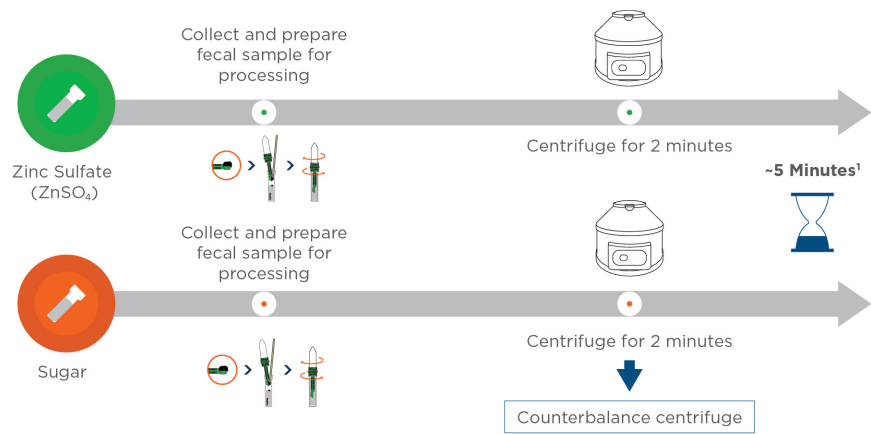 Collect and prepare
fecal sample for
processing
Zinc Sulfate
(ZnSO₄)
Centrifuge for 2 minutes
~5 Minutes¹
Collect and prepare
fecal sample for
processing
Sugar
Centrifuge for 2 minutes
Counterbalance centrifuge